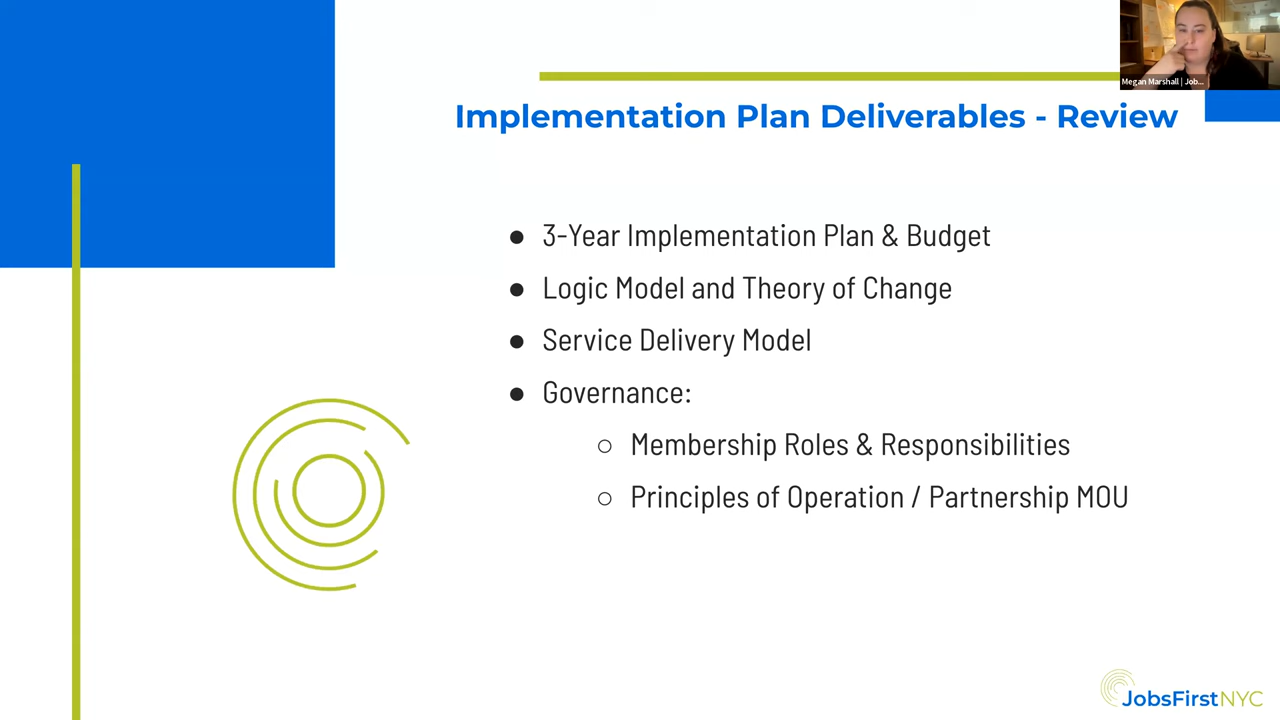 Megan Marshall | Job...
Implementation Plan Deliverables - Review
● 3-Year Implementation Plan & Budget
● Logic Model and Theory of Change
● Service Delivery Model
● Governance:
○ Membership Roles & Responsibilities
○ Principles of Operation / Partnership MOU
JobsFirstNYC